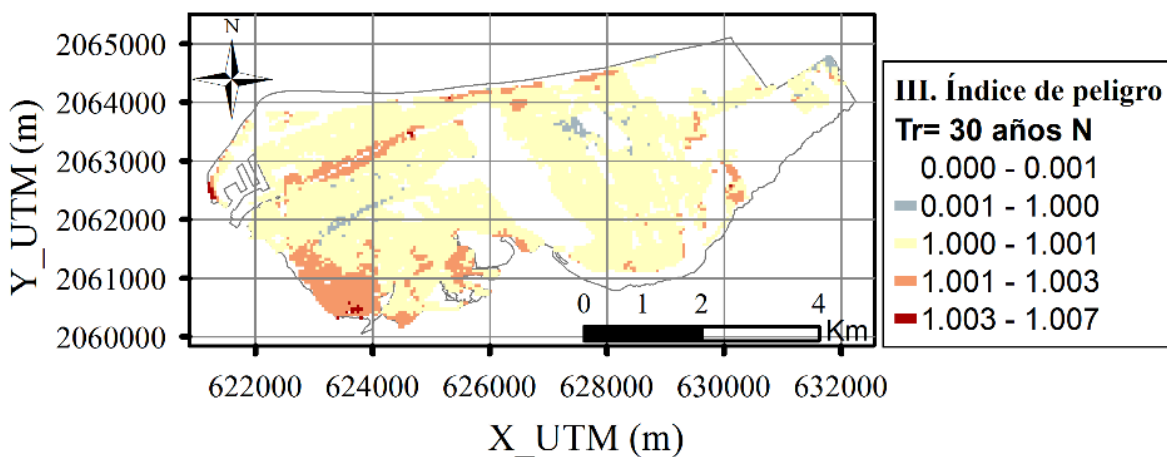 N
2065000
2064000
2063000
2062000
2061000
2060000
Y_UTM (m)
622000 624000 626000 628000 630000 632000
X_UTM (m)
0 1 2 4
Km
III. Índice de peligro
Tr= 30 años N
0.000 - 0.001
0.001 - 1.000
1.000 - 1.001
1.001 - 1.003
1.003 - 1.007